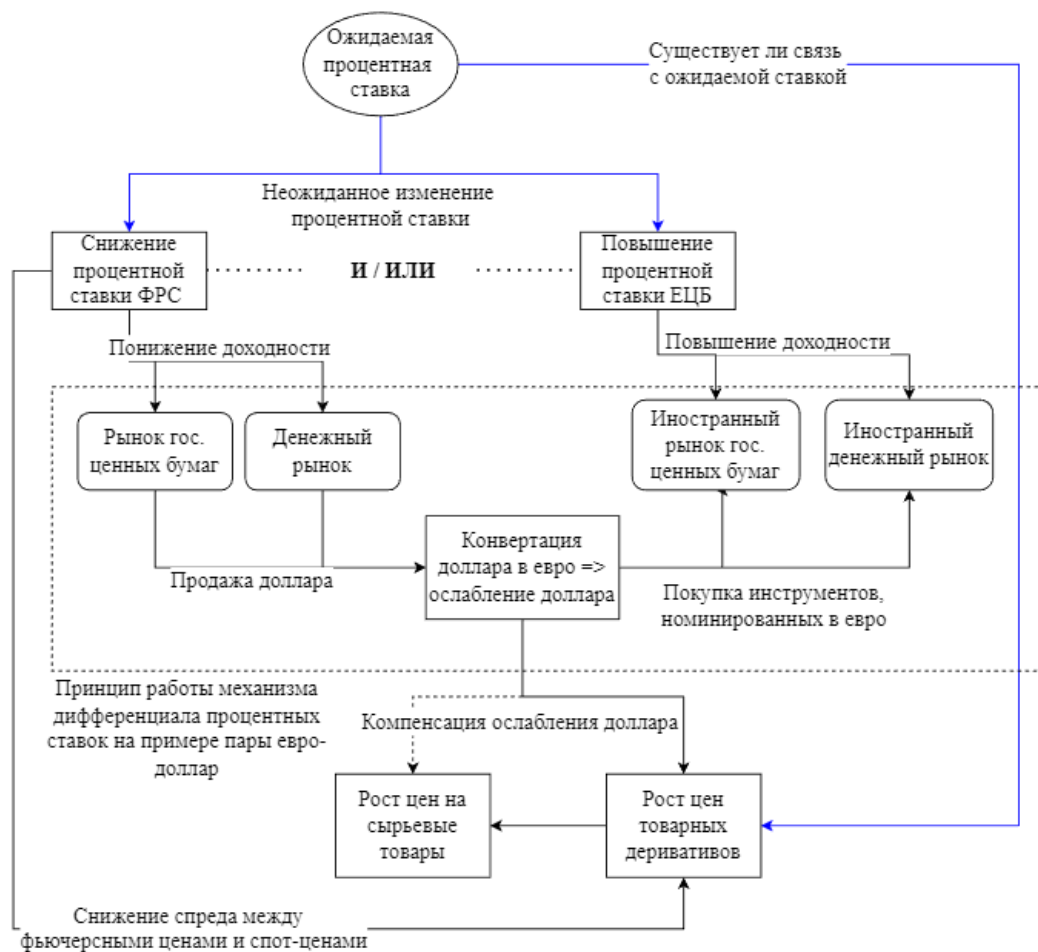 Ожидаемая
процентная
ставка
Существует ли связь
с ожидаемой ставкой
Неожиданное изменение
процентной ставки
Снижение
процентной
ставки ФРС
И / ИЛИ
Повышение
процентной
ставки ЕЦБ
Понижение доходности
Повышение доходности
Рынок гос.
ценных бумаг
Денежный
рынок
Иностранный
рынок гос.
ценных бумаг
Иностранный
денежный рынок
Конвертация
доллара в евро =>
ослабление доллара
Продажа доллара
Покупка инструментов,
номинированных в евро
Принцип работы механизма
дифференциала процентных
ставок на примере пары евро-
доллар
Компенсация ослабления доллара
Рост цен на
сырьевые
товары
Рост цен
товарных
деривативов
Снижение спреда между
фьючерсными ценами и спот-ценами